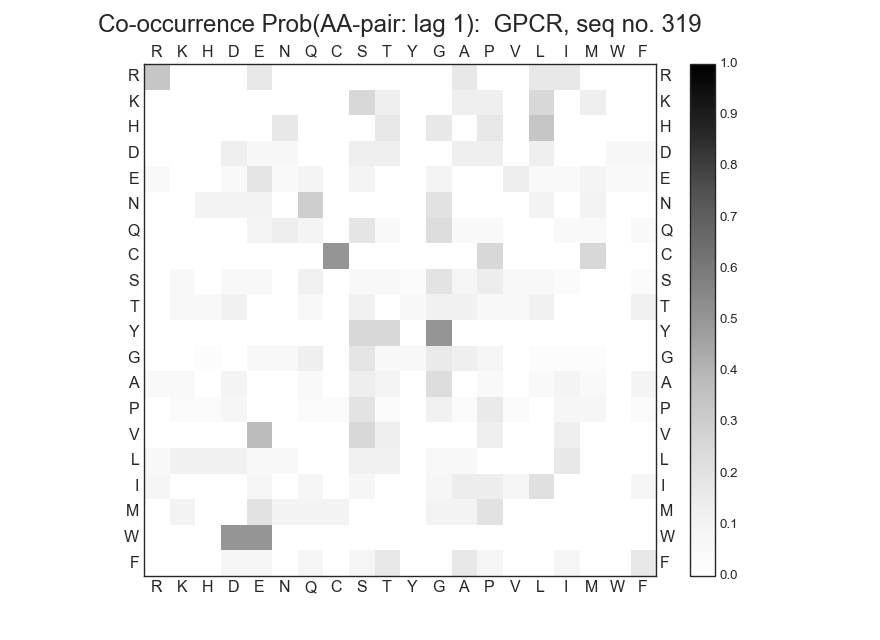 Co-occurrence Prob(AA-pair: lag 1):  GPCR, seq no. 319
R K H D E N Q C S T Y G A P V L I M W F
R R 1.0
K K 0.9
H H
D D 0.8
E E
N N 0.7
Q Q 0.6
C C
S S 0.5
T T
Y Y 0.4
G G
A A
P P 0.3
V V
L L 0.2
I I
M M 0.1
W W
F F 0.0
R K H D E N Q C S T Y G A P V L I M W F